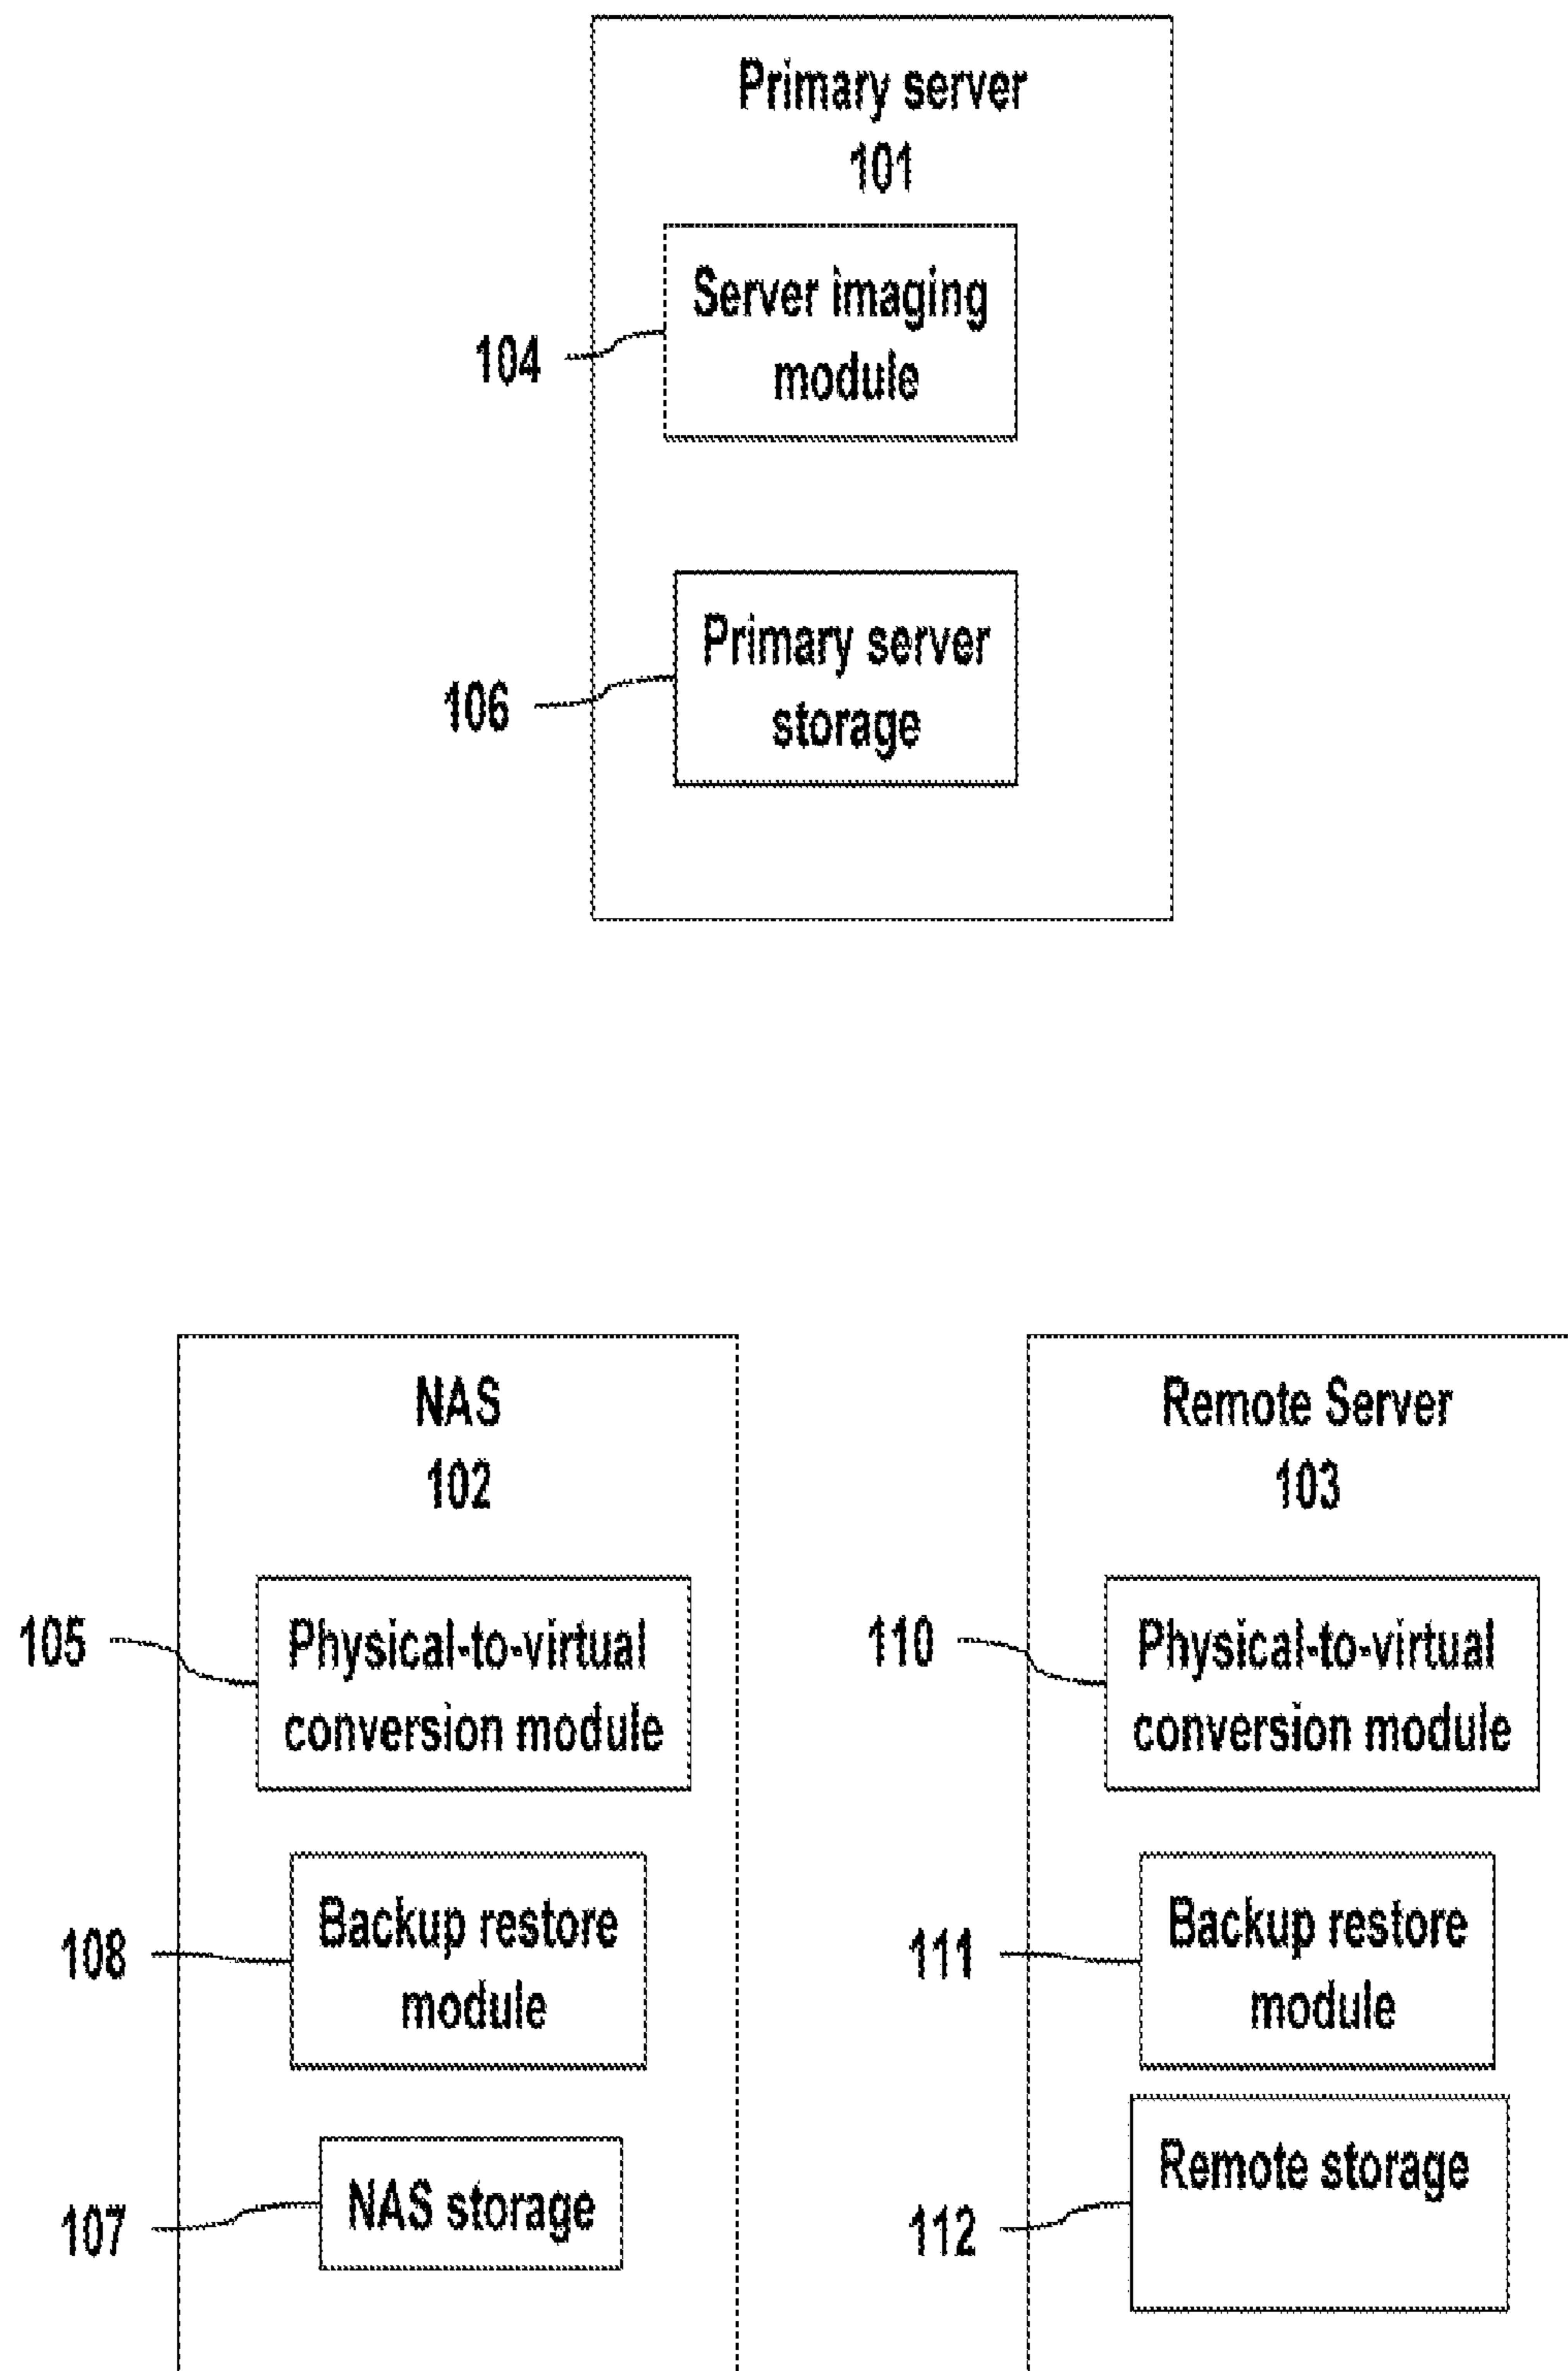 Primary server
101
Server imaging
module
104
Primary server
storage
106
NAS
102
Physical-to-virtual
conversion module
105
Backup restore
module
108
NAS storage
107
Remote Server
103
Physical-to-virtual
conversion module
110
Backup restore
module
111
Remote storage
112